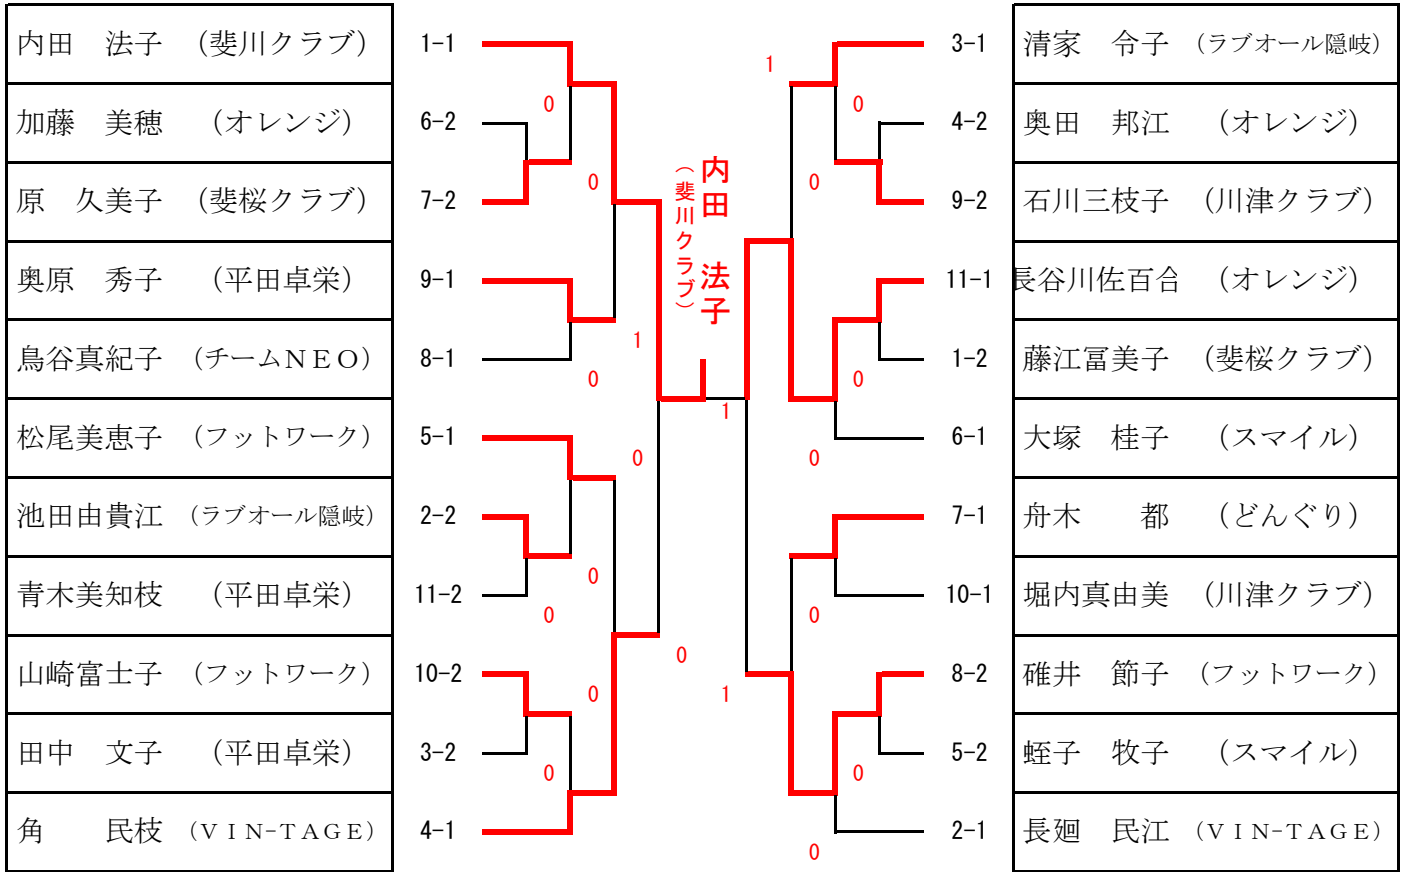 内田　法子　（斐川クラブ）　1-1
加藤　美穂　（オレンジ）　6-2
原　久美子　（斐桜クラブ）　7-2
奥原　秀子　（平田卓栄）　9-1
鳥谷真紀子　（チームＮＥＯ）　8-1
松尾美恵子　（フットワーク）　5-1
池田由貴江　（ラブオール隠岐）　2-2
青木美知枝　（平田卓栄）　11-2
山崎富士子　（フットワーク）　10-2
田中　文子　（平田卓栄）　3-2
角　　民枝　（ＶＩＮ-ＴＡＧＥ）　4-1
0
0
1
0
0
0
0
0
0
0
内田　法子
（斐川クラブ）
1
1
1
0
0
0
0
0
0
0
3-1　清家　令子　（ラブオール隠岐）
4-2　奥田　邦江　（オレンジ）
9-2　石川三枝子　（川津クラブ）
11-1　長谷川佐百合　（オレンジ）
1-2　藤江冨美子　（斐桜クラブ）
6-1　大塚　桂子　（スマイル）
7-1　舟木　　都　（どんぐり）
10-1　堀内真由美　（川津クラブ）
8-2　碓井　節子　（フットワーク）
5-2　蛭子　牧子　（スマイル）
2-1　長廻　民江　（ＶＩＮ-ＴＡＧＥ）